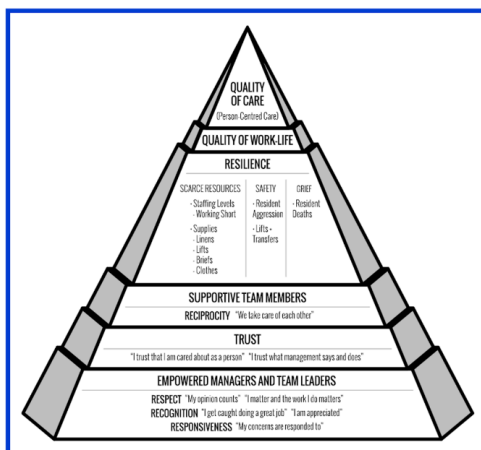 QUALITY
OF CARE
(Person-Centred Care)
QUALITY OF WORK-LIFE
RESILIENCE
SCARCE RESOURCES
- Staffing Levels
- Working Short
- Supplies
- Linens
- Lifts
- Briefs
- Clothes
SAFETY
- Resident
Aggression
- Lifts -
Transfers
GRIEF
- Resident
Deaths
SUPPORTIVE TEAM MEMBERS
RECIPROCITY "We take care of each other"
TRUST
"I trust that I am cared about as a person" "I trust what management says and does"
EMPOWERED MANAGERS AND TEAM LEADERS
RESPECT "My opinion counts" "I matter and the work I do matters"
RECOGNITION "I get caught doing a great job" "I am appreciated"
RESPONSIVENESS "My concerns are responded to"